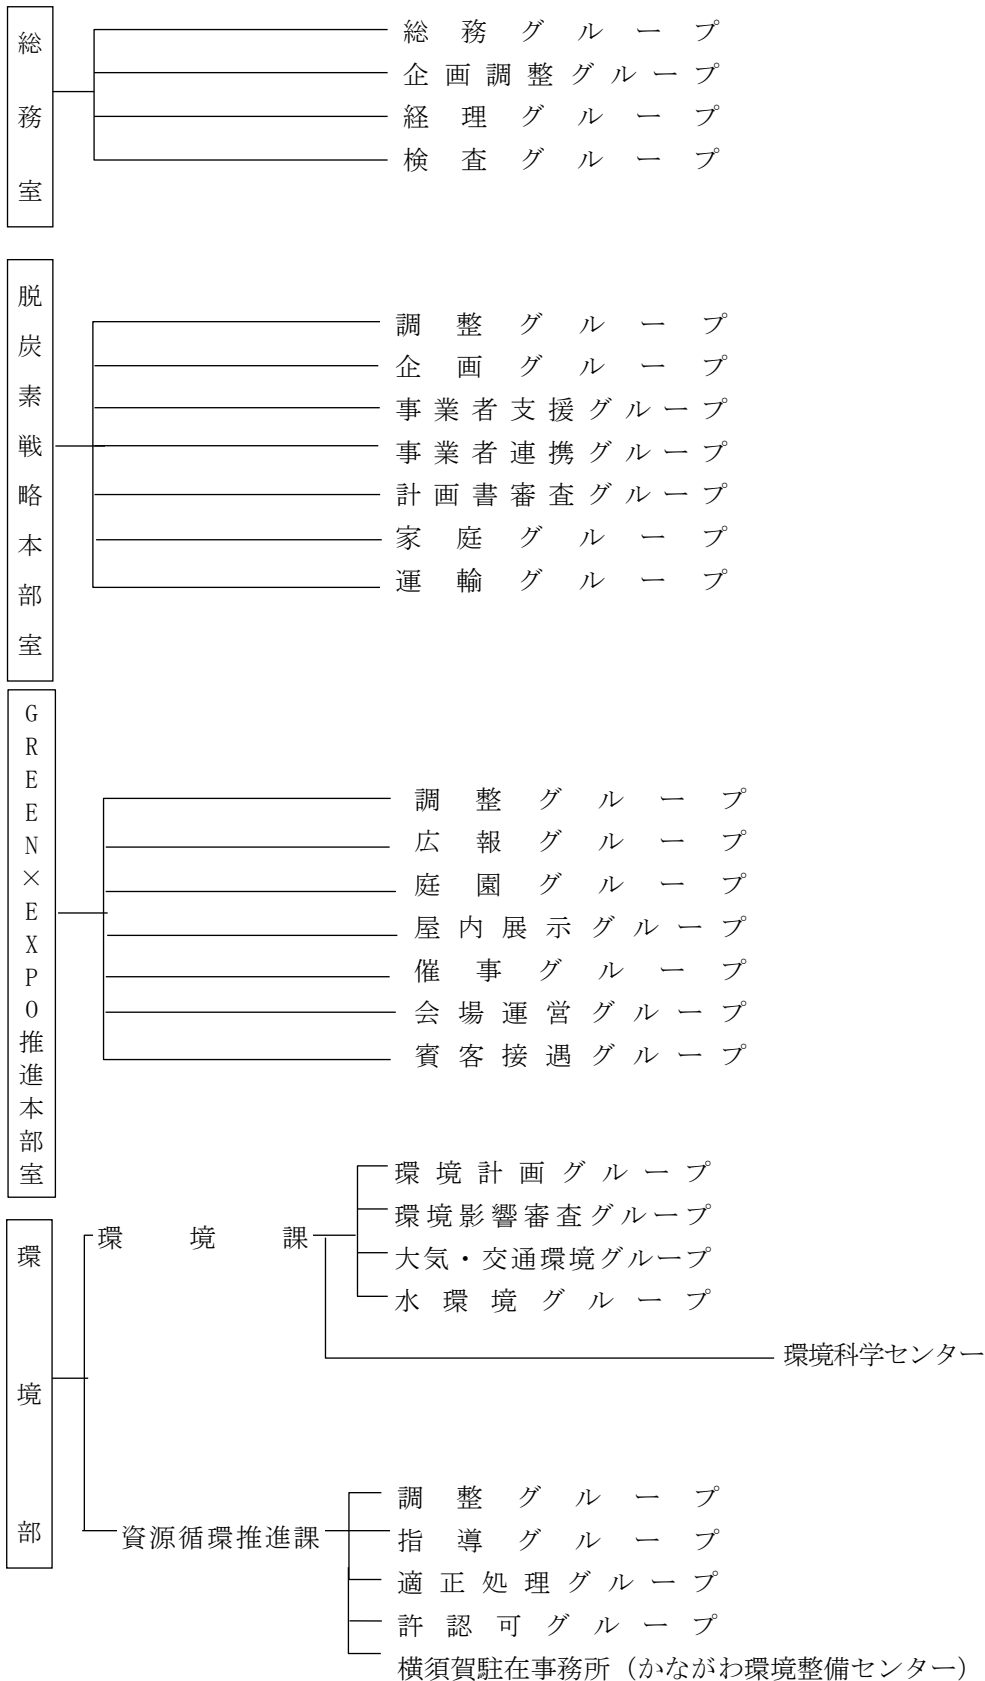 総務室
総務グループ
企画調整グループ
経理グループ
検査グループ
脱炭素戦略本部室
調整グループ
企画グループ
事業者支援グループ
事業者連携グループ
計画書審査グループ
家庭グループ
運輸グループ
GREEN×EXPO推進本部室
調整グループ
広報グループ
庭園グループ
屋内展示グループ
催事グループ
会場運営グループ
賓客接遇グループ
環境部
環境課
環境計画グループ
環境影響審査グループ
大気・交通環境グループ
水環境グループ
環境科学センター
資源循環推進課
調整グループ
指導グループ
適正処理グループ
許認可グループ
横須賀駐在事務所（かながわ環境整備センター）